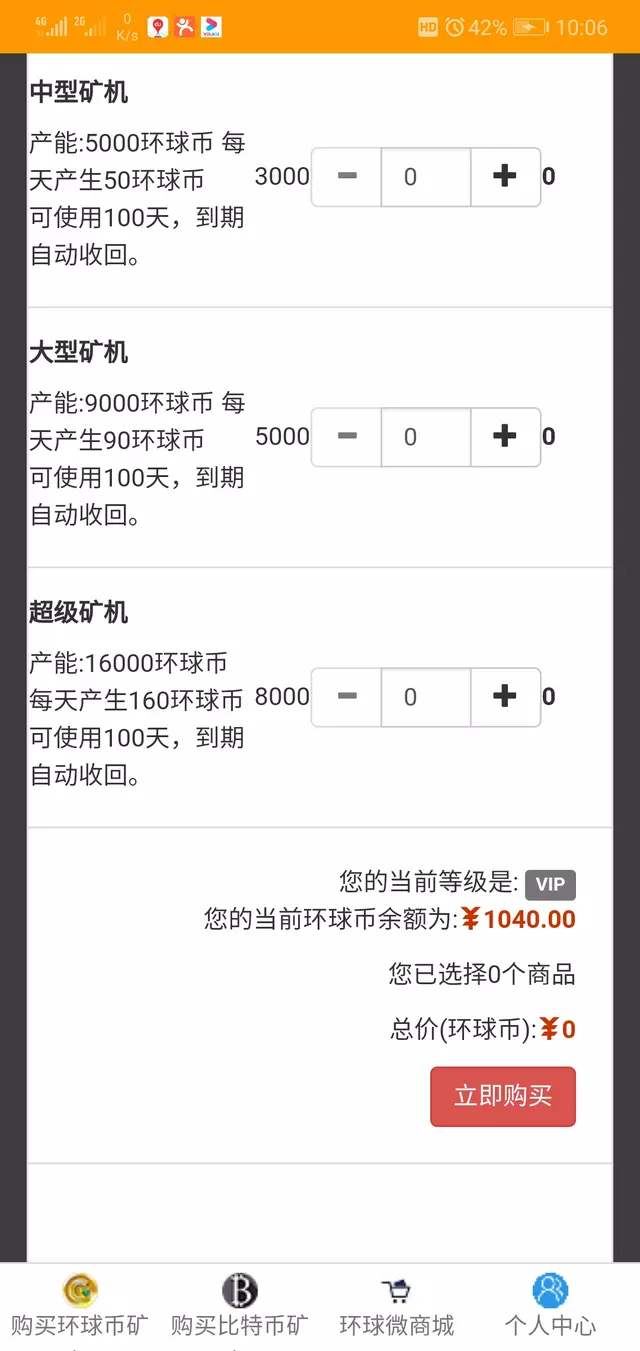 4G 2G 0 K/s HD 42% 10:06
中型矿机
产能:5000环球币 每
天产生50环球币
可使用100天，到期
自动收回。
3000 − 0 + 0
大型矿机
产能:9000环球币 每
天产生90环球币
可使用100天，到期
自动收回。
5000 − 0 + 0
超级矿机
产能:16000环球币
每天产生160环球币
可使用100天，到期
自动收回。
8000 − 0 + 0
您的当前等级是: VIP
您的当前环球币余额为:¥1040.00
您已选择0个商品
总价(环球币):¥0
立即购买
购买环球币矿 购买比特币矿 环球微商城 个人中心